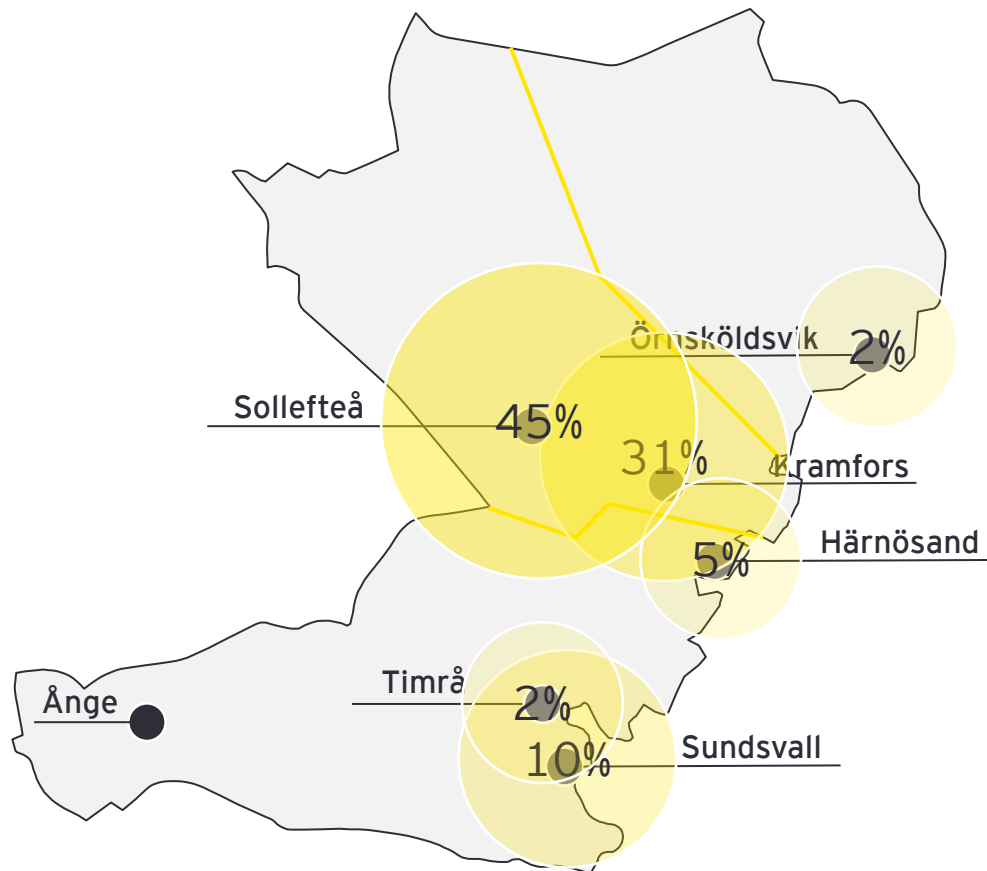 Örnsköldsvik
2%
Sollefteå
45%
31%
Kramfors
5%
Härnösand
Timrå
2%
Ånge
10%
Sundsvall